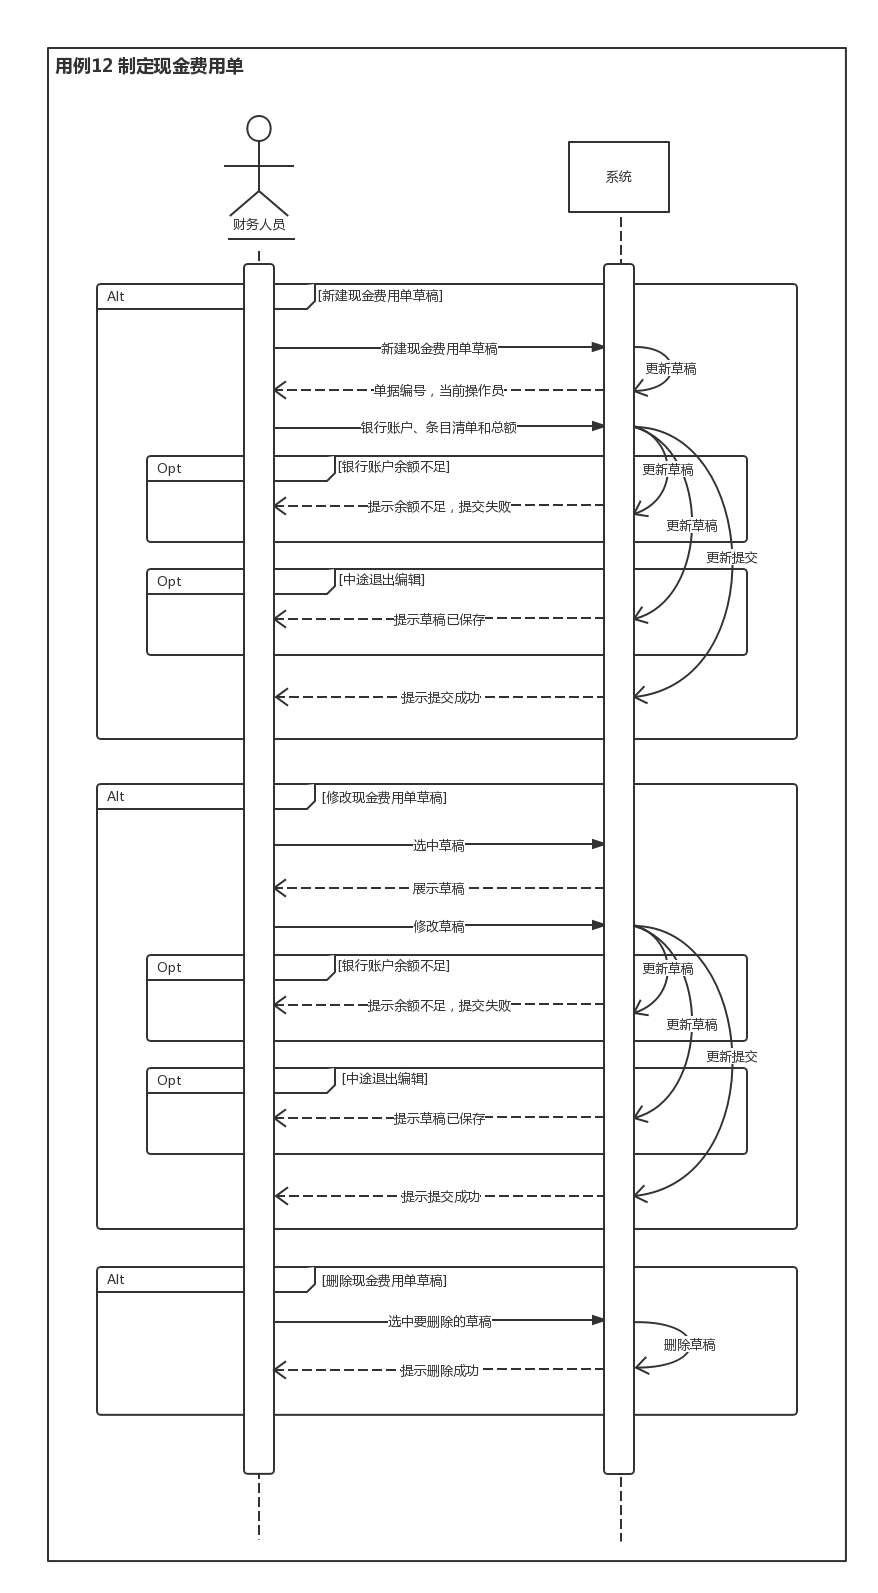 用例12 制定现金费用单
系统
财务人员
Alt
[新建现金费用单草稿]
新建现金费用单草稿
更新草稿
单据编号，当前操作员
银行账户、条目清单和总额
Opt
[银行账户余额不足]
更新草稿
提示余额不足，提交失败
更新草稿
更新提交
Opt
[中途退出编辑]
提示草稿已保存
提示提交成功
Alt
[修改现金费用单草稿]
选中草稿
展示草稿
修改草稿
Opt
[银行账户余额不足]
更新草稿
提示余额不足，提交失败
更新草稿
更新提交
Opt
[中途退出编辑]
提示草稿已保存
提示提交成功
Alt
[删除现金费用单草稿]
选中要删除的草稿
删除草稿
提示删除成功